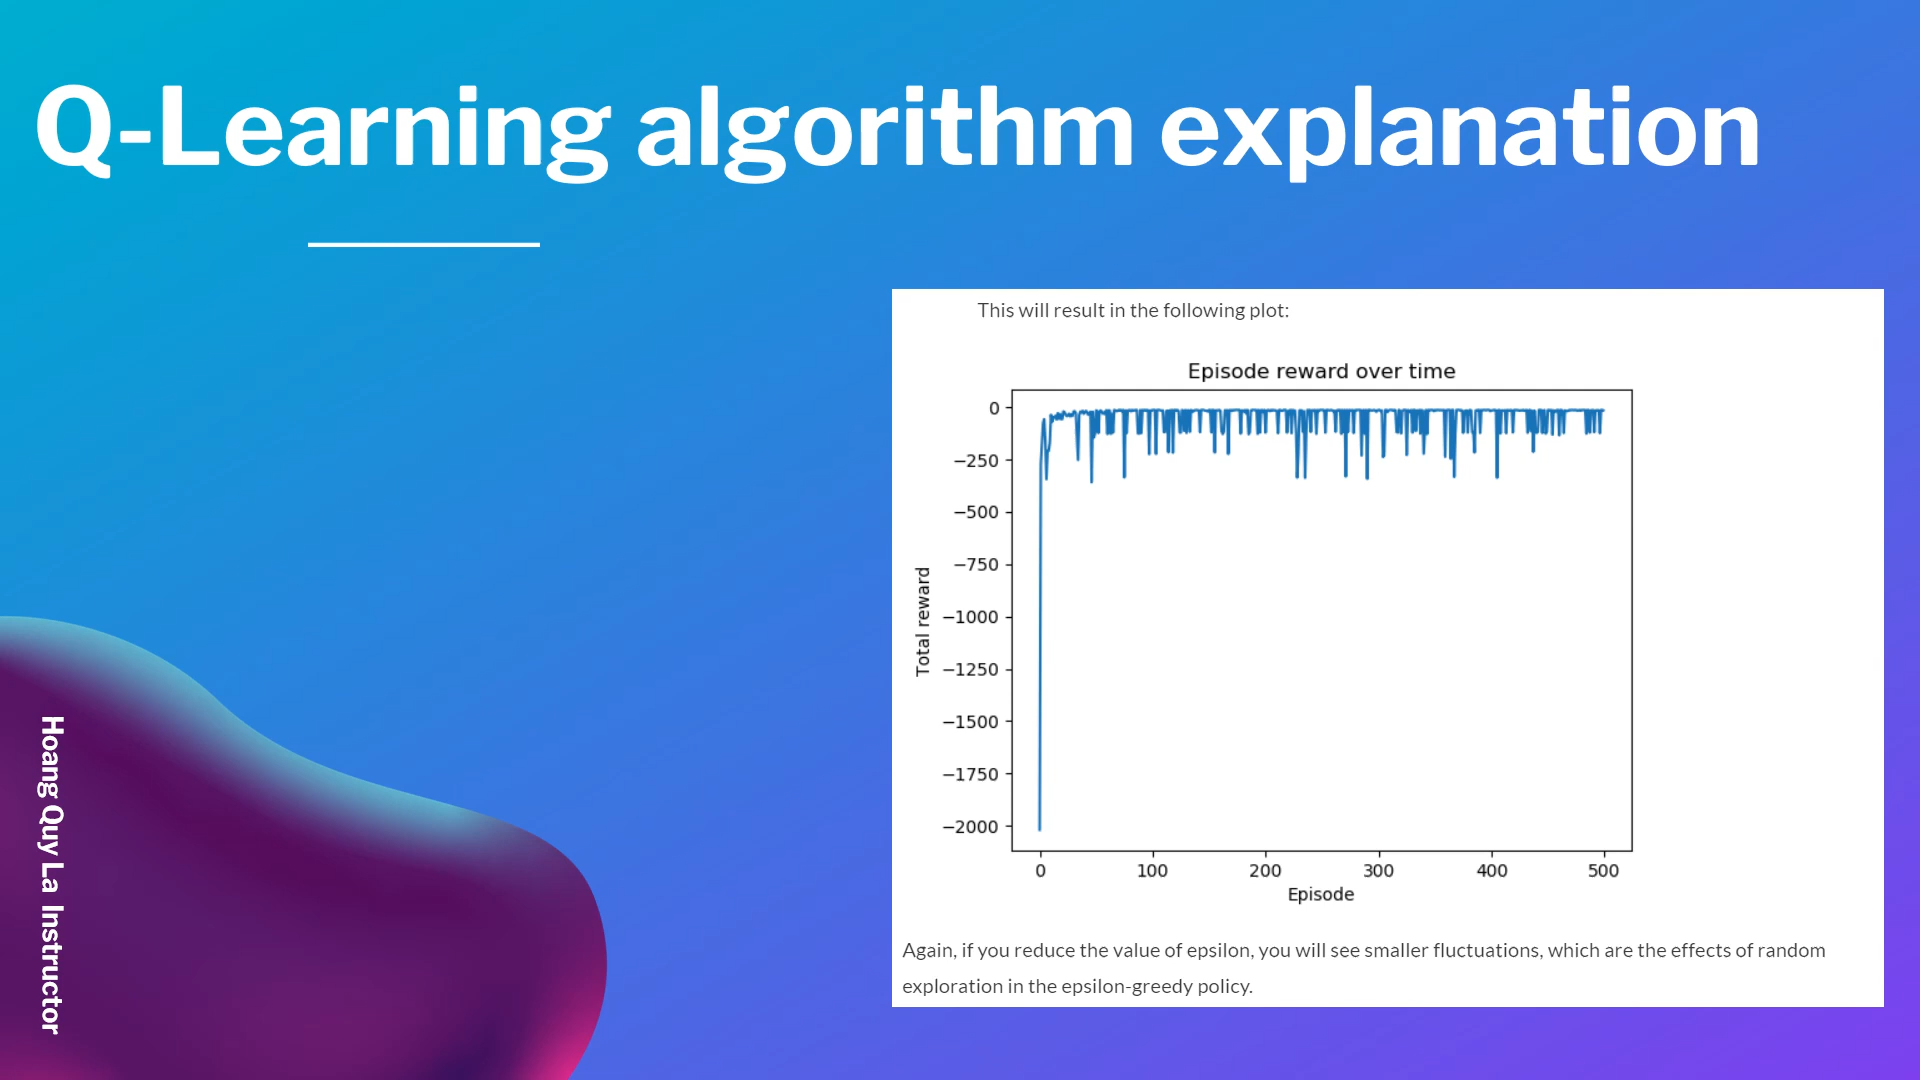 Q-Learning algorithm explanation
This will result in the following plot:
Episode reward over time
Total reward
0
−250
−500
−750
−1000
−1250
−1500
−1750
−2000
0 100 200 300 400 500
Episode
Again, if you reduce the value of epsilon, you will see smaller fluctuations, which are the effects of random
exploration in the epsilon-greedy policy.
Hoang Quy La Instructor